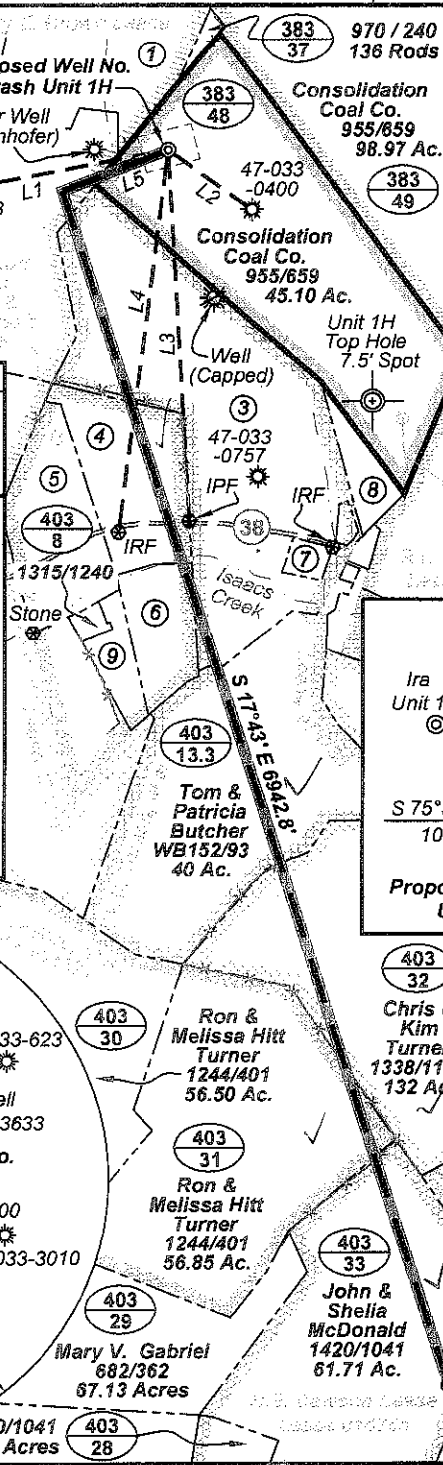 ①
383
37
970 / 240
136 Rods
osed Well No.
ash Unit 1H
383
48
Consolidation
Coal Co.
955/659
98.97 Ac.
383
49
r Well
nhofer)
47-033
-0400
L1
L5
L2
L4
L3
Consolidation
Coal Co.
955/659
45.10 Ac.
Unit 1H
Top Hole
7.5' Spot
Well
(Capped)
③
47-033
-0757
④
⑤
⑧
403
8
IRF
IPF
38
IRF
⑦
1315/1240
Stone
⑥
⑨
Isaacs
Creek
S 17°43' E 6942.8'
Ira
Unit 1
S 75°
10
Propo
403
13.3
Tom &
Patricia
Butcher
WB152/93
40 Ac.
403
32
Chris
Kim
Turne
1338/11
132 Ac
33-623
ell
3633
o.
00
033-3010
403
30
Ron &
Melissa Hitt
Turner
1244/401
56.50 Ac.
403
31
Ron &
Melissa Hitt
Turner
1244/401
56.85 Ac.
403
33
John &
Shelia
McDonald
1420/1041
61.71 Ac.
403
29
Mary V. Gabriel
682/362
67.13 Acres
0/1041
Acres
403
28